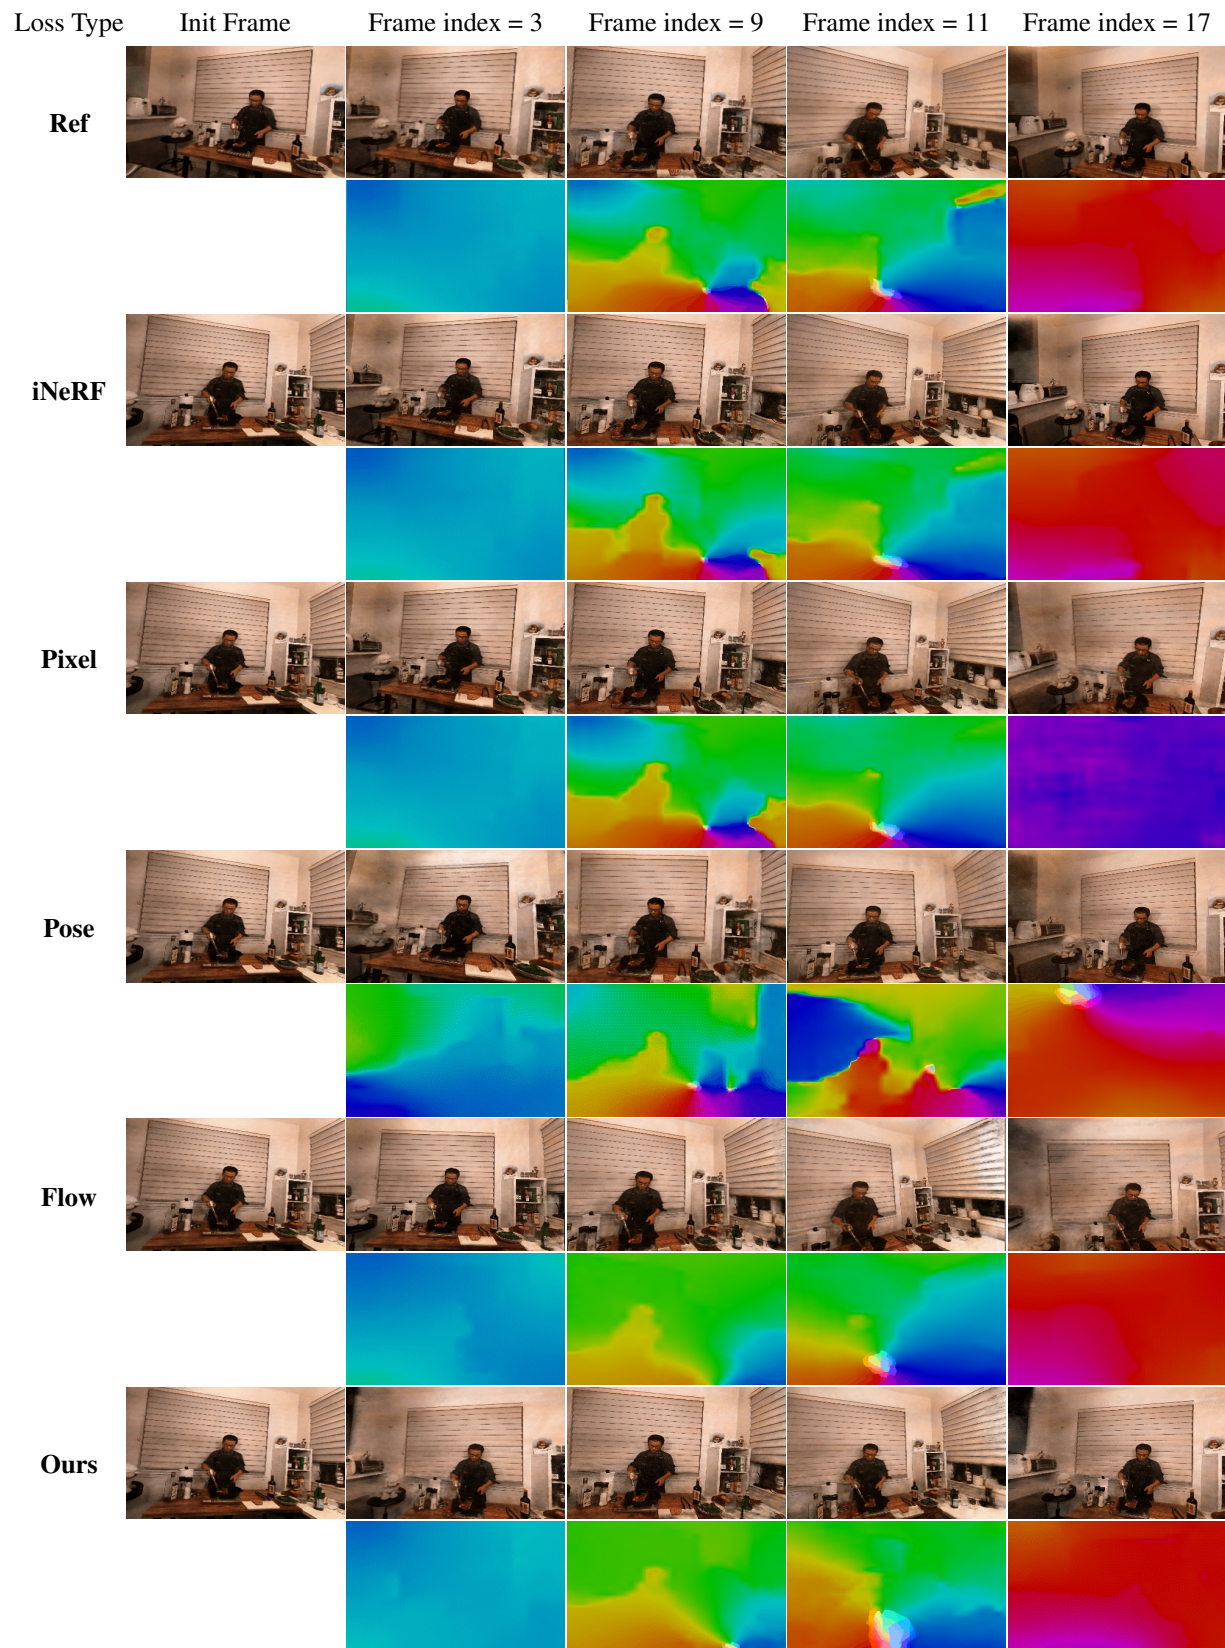 Loss Type Init Frame Frame index = 3 Frame index = 9 Frame index = 11 Frame index = 17
Ref
iNeRF
Pixel
Pose
Flow
Ours